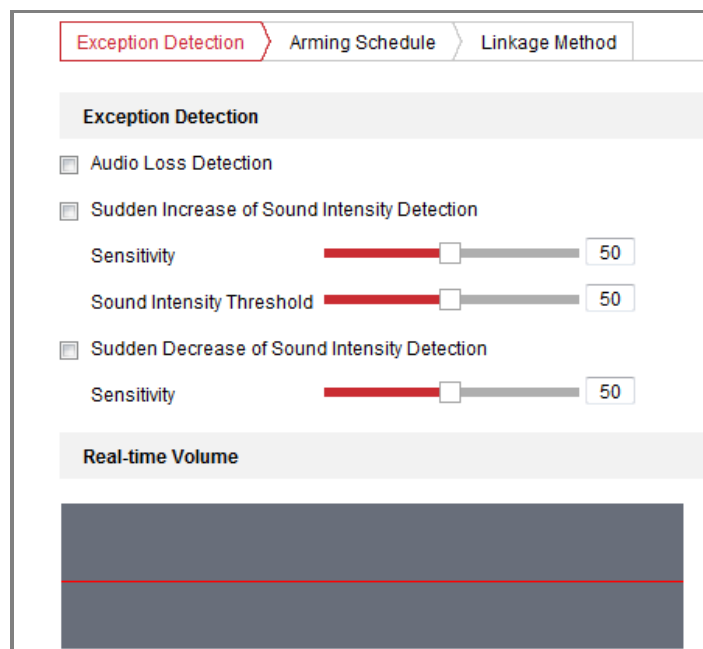 Exception Detection Arming Schedule Linkage Method
Exception Detection
Audio Loss Detection
Sudden Increase of Sound Intensity Detection
Sensitivity 50
Sound Intensity Threshold 50
Sudden Decrease of Sound Intensity Detection
Sensitivity 50
Real-time Volume